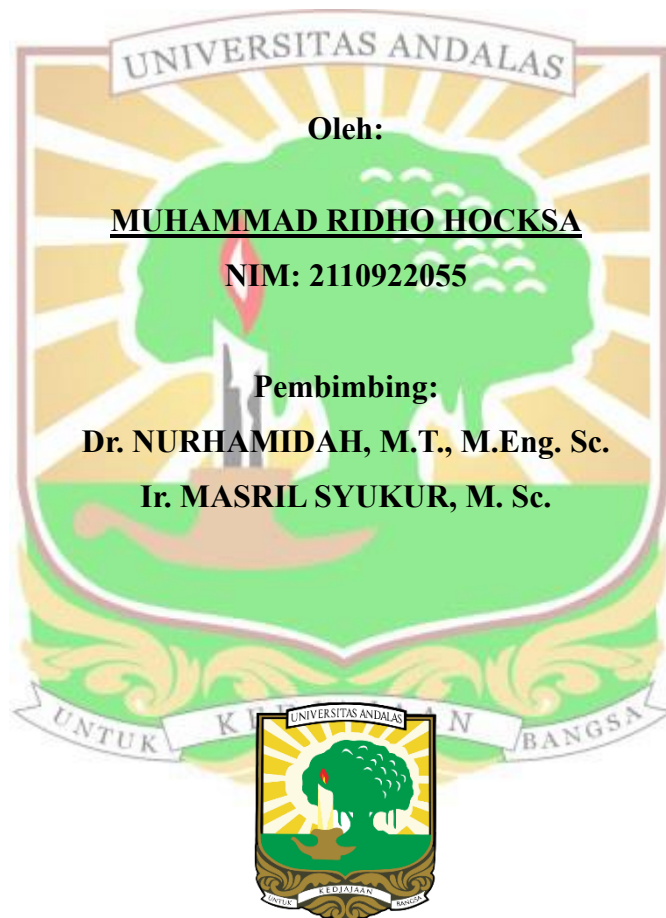 UNIVERSITAS ANDALAS
Oleh:
MUHAMMAD RIDHO HOCKSA
NIM: 2110922055
Pembimbing:
Dr. NURHAMIDAH, M.T., M.Eng. Sc.
Ir. MASRIL SYUKUR, M. Sc.
UNTUK BANGSA
UNIVERSITAS ANDALAS
UNTUK KEDJAJAAN BANGSA